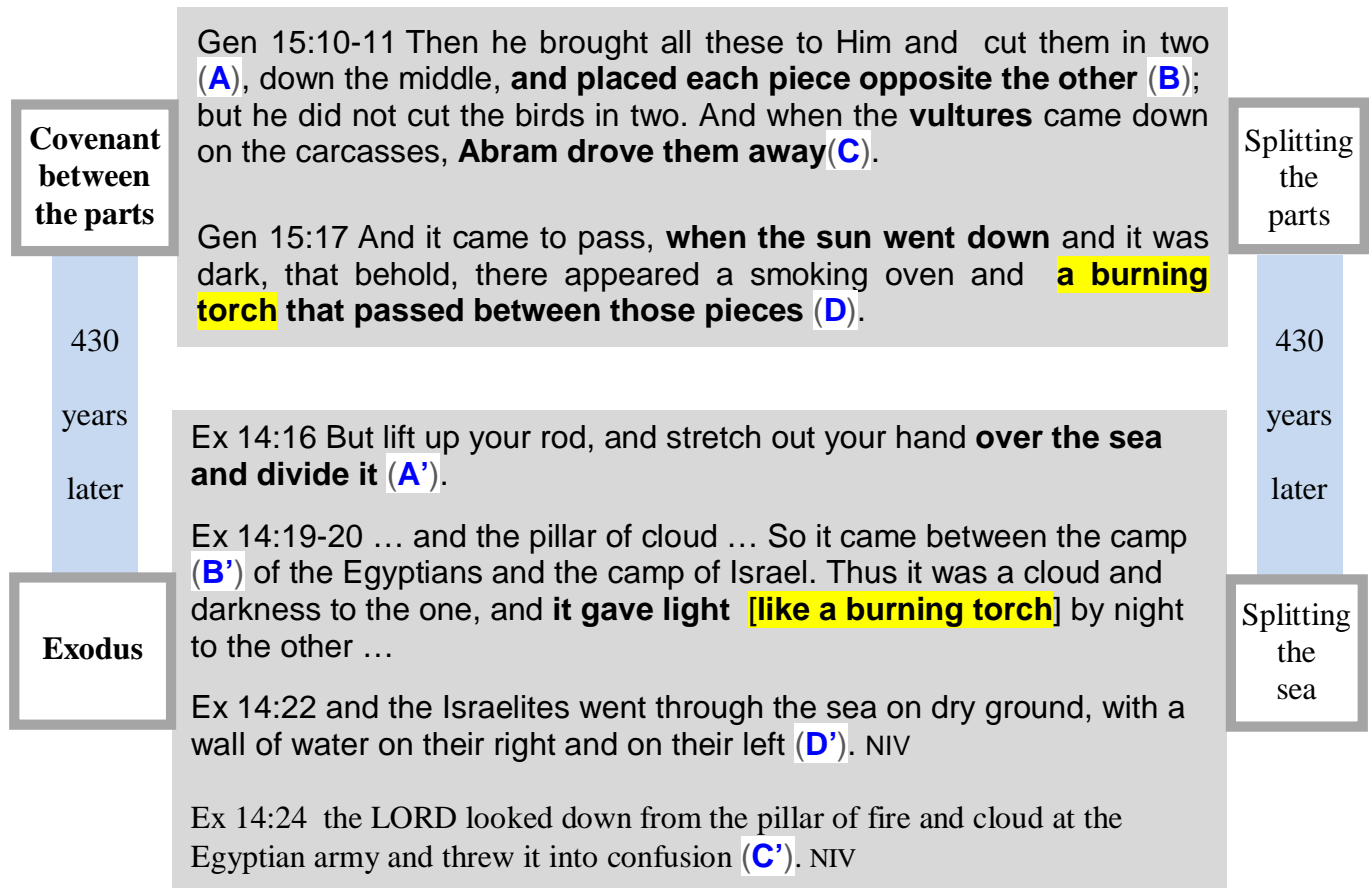 Gen 15:10-11 Then he brought all these to Him and cut them in two
(A), down the middle, and placed each piece opposite the other (B);
but he did not cut the birds in two. And when the vultures came down
on the carcasses, Abram drove them away(C).
Gen 15:17 And it came to pass, when the sun went down and it was
dark, that behold, there appeared a smoking oven and a burning
torch that passed between those pieces (D).
Covenant
between
the parts
Splitting
the
parts
430
years
later
430
years
later
Ex 14:16 But lift up your rod, and stretch out your hand over the sea
and divide it (A’).
Ex 14:19-20 … and the pillar of cloud … So it came between the camp
(B’) of the Egyptians and the camp of Israel. Thus it was a cloud and
darkness to the one, and it gave light [like a burning torch] by night
to the other …
Ex 14:22 and the Israelites went through the sea on dry ground, with a
wall of water on their right and on their left (D’). NIV
Ex 14:24 the LORD looked down from the pillar of fire and cloud at the
Egyptian army and threw it into confusion (C’). NIV
Exodus
Splitting
the
sea